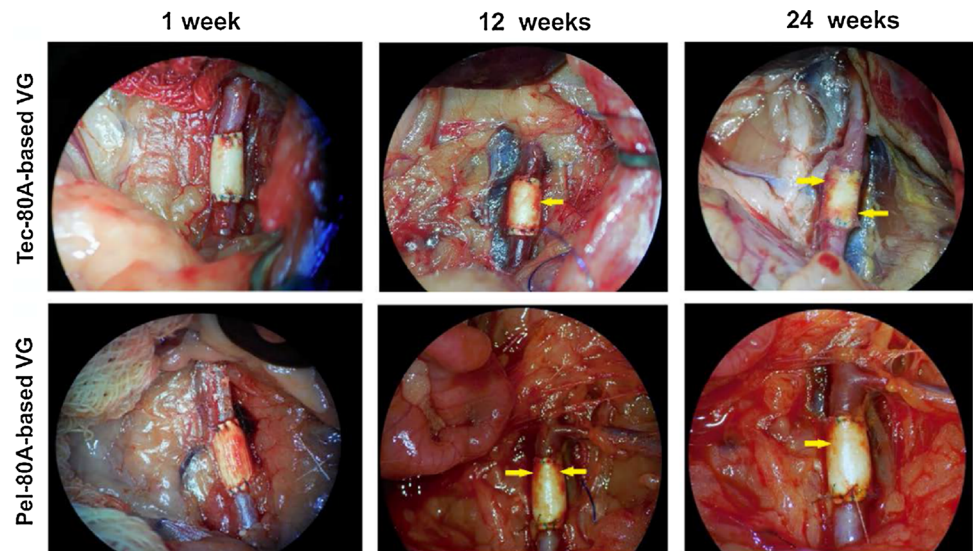 1 week
12 weeks
24 weeks
Tec-80A-based VG
Pel-80A-based VG